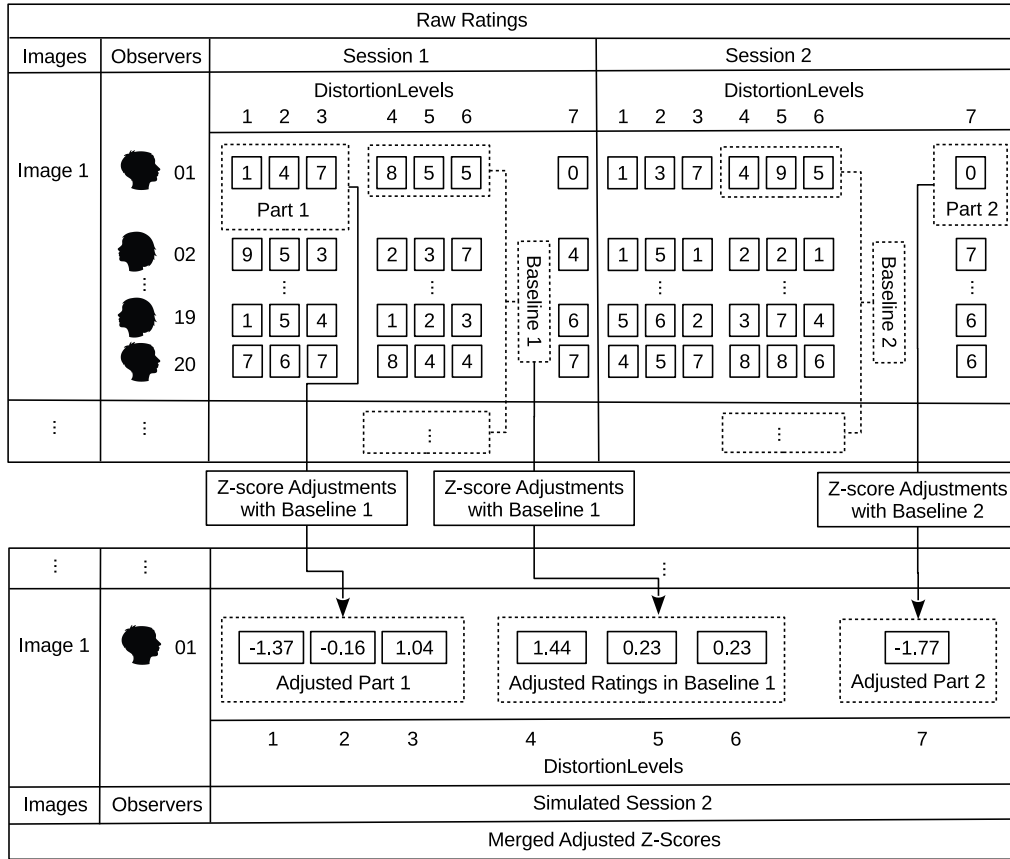 Raw Ratings
Images Observers Session 1 Session 2
DistortionLevels DistortionLevels
1 2 3 4 5 6 7 1 2 3 4 5 6 7
Image 1 01 1 4 7 8 5 5 0 1 3 7 4 9 5 0
Part 1 Part 2
02 9 5 3 2 3 7 4 1 5 1 2 2 1 7
... ... ... ... ... ... ...
Baseline 1
Baseline 2
19 1 5 4 1 2 3 6 5 6 2 3 7 4 6
20 7 6 7 8 4 4 7 4 5 7 8 8 6 6
... ... ... ...
Z-score Adjustments Z-score Adjustments Z-score Adjustments
with Baseline 1 with Baseline 1 with Baseline 2
... ... ...
Image 1 01 -1.37 -0.16 1.04 1.44 0.23 0.23 -1.77
Adjusted Part 1 Adjusted Ratings in Baseline 1 Adjusted Part 2
1 2 3 4 5 6 7
DistortionLevels
Images Observers Simulated Session 2
Merged Adjusted Z-Scores